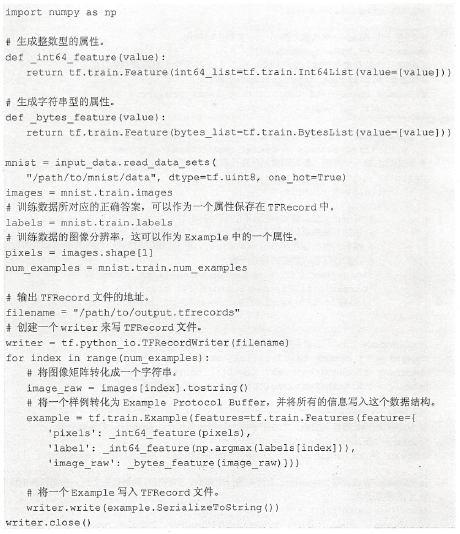 import numpy as np
# 生成整数型的属性。
def _int64_feature(value):
    return tf.train.Feature(int64_list=tf.train.Int64List(value=[value]))
# 生成字符串型的属性。
def _bytes_feature(value):
    return tf.train.Feature(bytes_list=tf.train.BytesList(value=[value]))
mnist = input_data.read_data_sets(
    "/path/to/mnist/data", dtype=tf.uint8, one_hot=True)
images = mnist.train.images
# 训练数据所对应的正确答案，可以作为一个属性保存在 TFRecord 中。
labels = mnist.train.labels
# 训练数据的图像分辨率，这可以作为 Example 中的一个属性。
pixels = images.shape[1]
num_examples = mnist.train.num_examples
# 输出 TFRecord 文件的地址。
filename = "/path/to/output.tfrecords"
# 创建一个 writer 来写 TFRecord 文件。
writer = tf.python_io.TFRecordWriter(filename)
for index in range(num_examples):
    # 将图像矩阵转化成一个字符串。
    image_raw = images[index].tostring()
    # 将一个样例转化为 Example Protocol Buffer，并将所有的信息写入这个数据结构。
    example = tf.train.Example(features=tf.train.Features(feature={
        'pixels': _int64_feature(pixels),
        'label': _int64_feature(np.argmax(labels[index])),
        'image_raw': _bytes_feature(image_raw)}))
    # 将一个 Example 写入 TFRecord 文件。
    writer.write(example.SerializeToString())
writer.close()